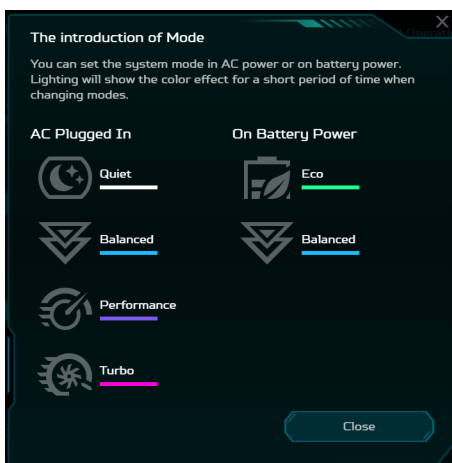 The introduction of Mode
You can set the system mode in AC power or on battery power.
Lighting will show the color effect for a short period of time when
changing modes.
AC Plugged In
On Battery Power
Quiet
Eco
Balanced
Balanced
Performance
Turbo
Close